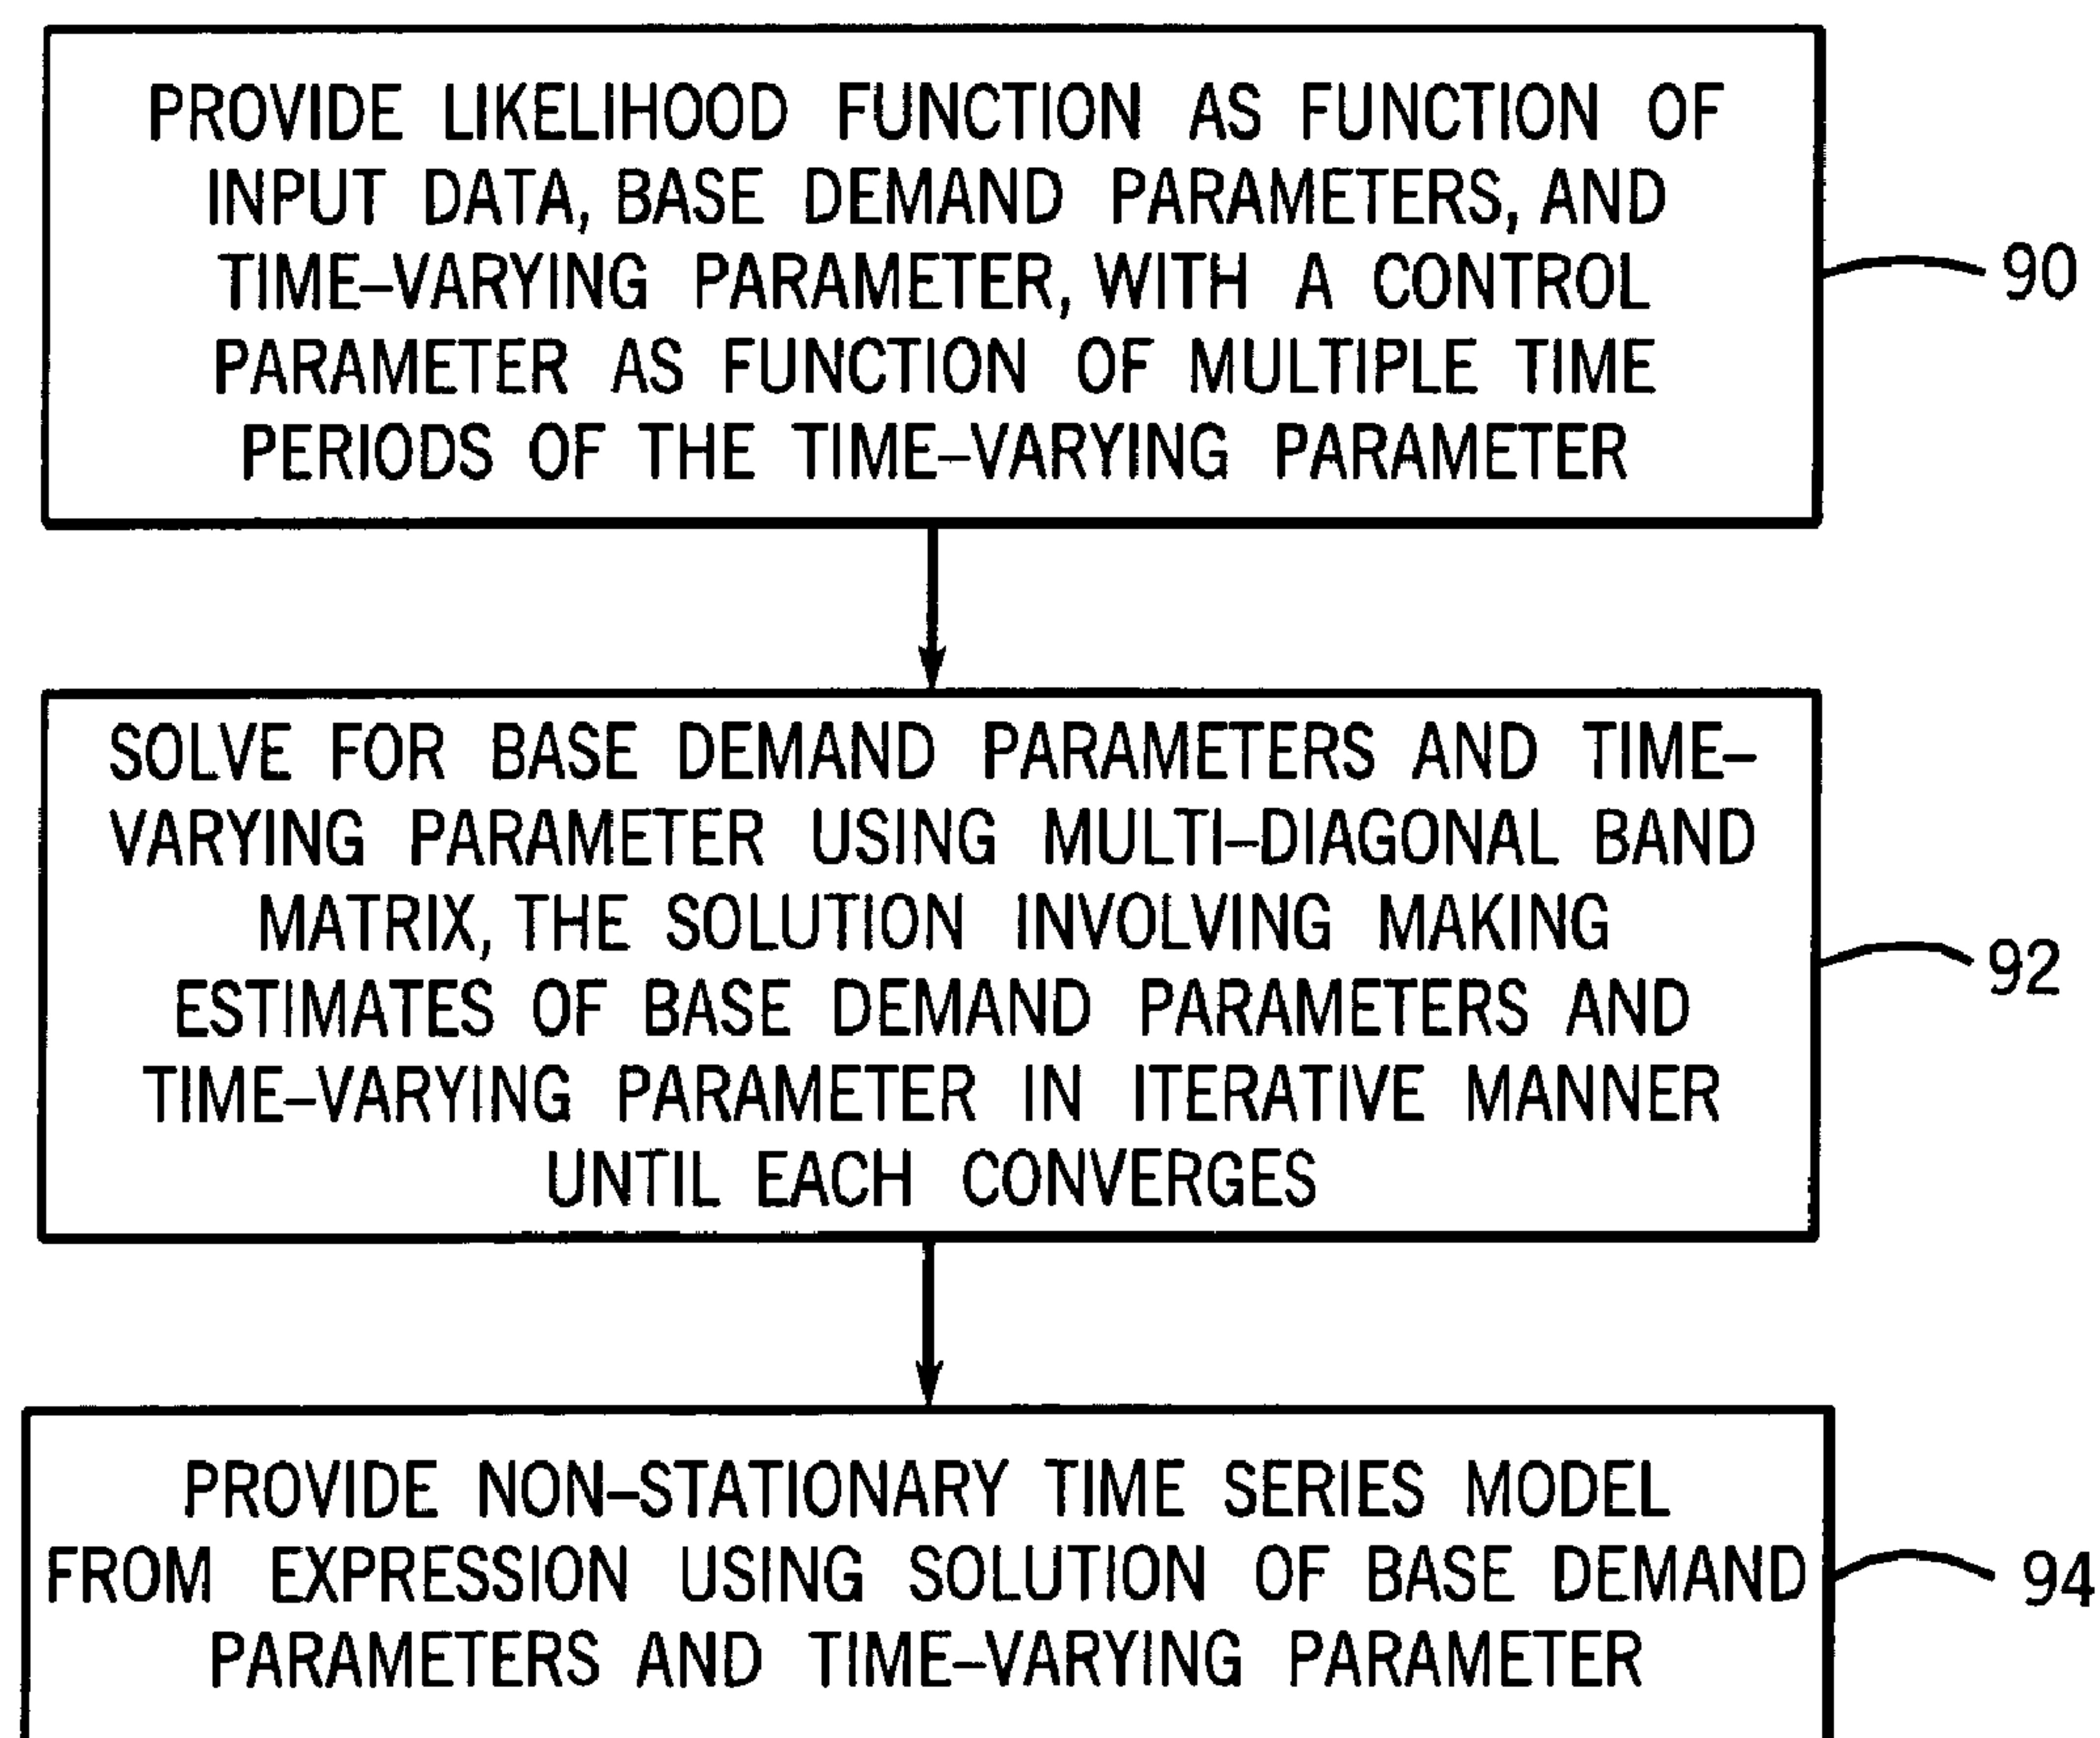 PROVIDE LIKELIHOOD FUNCTION AS FUNCTION OF
INPUT DATA, BASE DEMAND PARAMETERS, AND
TIME–VARYING PARAMETER, WITH A CONTROL
PARAMETER AS FUNCTION OF MULTIPLE TIME
PERIODS OF THE TIME–VARYING PARAMETER
90
SOLVE FOR BASE DEMAND PARAMETERS AND TIME–
VARYING PARAMETER USING MULTI–DIAGONAL BAND
MATRIX, THE SOLUTION INVOLVING MAKING
ESTIMATES OF BASE DEMAND PARAMETERS AND
TIME–VARYING PARAMETER IN ITERATIVE MANNER
UNTIL EACH CONVERGES
92
PROVIDE NON–STATIONARY TIME SERIES MODEL
FROM EXPRESSION USING SOLUTION OF BASE DEMAND
PARAMETERS AND TIME–VARYING PARAMETER
94